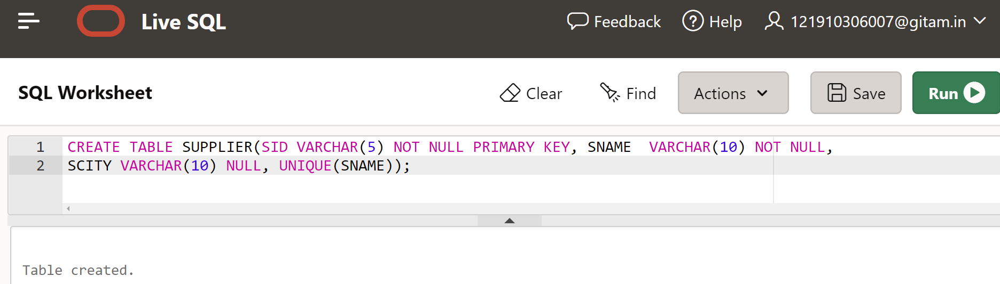 Live SQL
Feedback
Help
121910306007@gitam.in
SQL Worksheet
Clear
Find
Actions
Save
Run
1 CREATE TABLE SUPPLIER(SID VARCHAR(5) NOT NULL PRIMARY KEY, SNAME  VARCHAR(10) NOT NULL,
2 SCITY VARCHAR(10) NULL, UNIQUE(SNAME));
Table created.